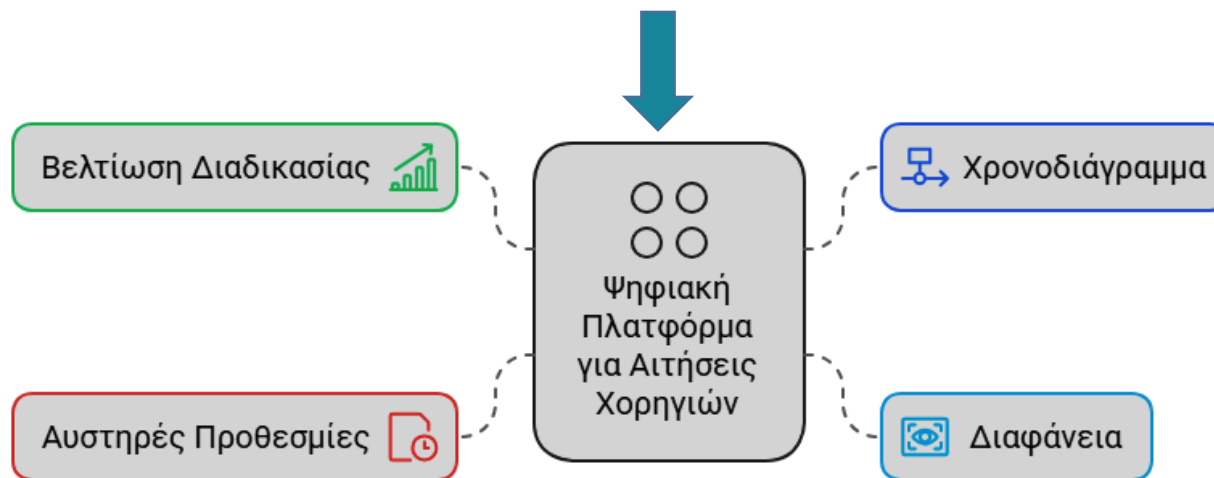 Βελτίωση Διαδικασίας
Χρονοδιάγραμμα
Ψηφιακή
Πλατφόρμα
για Αιτήσεις
Χορηγιών
Αυστηρές Προθεσμίες
Διαφάνεια